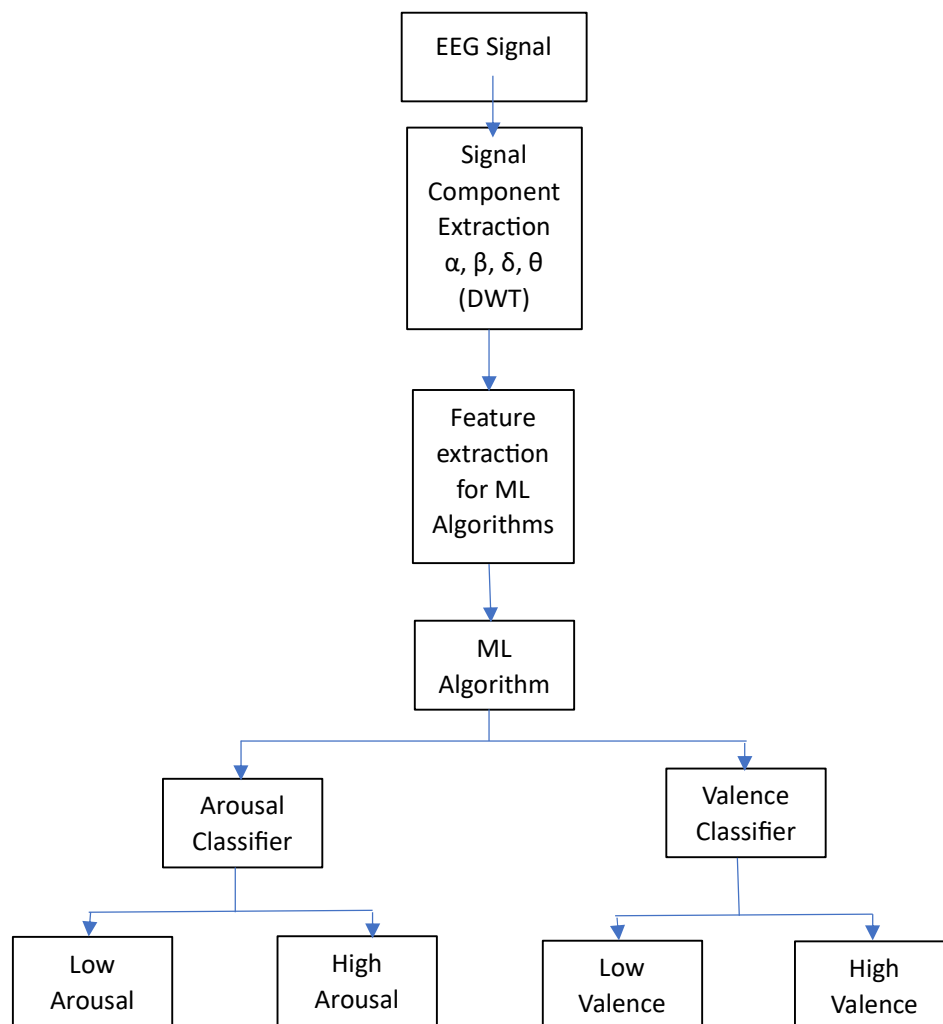 EEG Signal
Signal
Component
Extraction
α, β, δ, θ
(DWT)
Feature
extraction
for ML
Algorithms
ML
Algorithm
Arousal
Classifier
Valence
Classifier
Low
Arousal
High
Arousal
Low
Valence
High
Valence